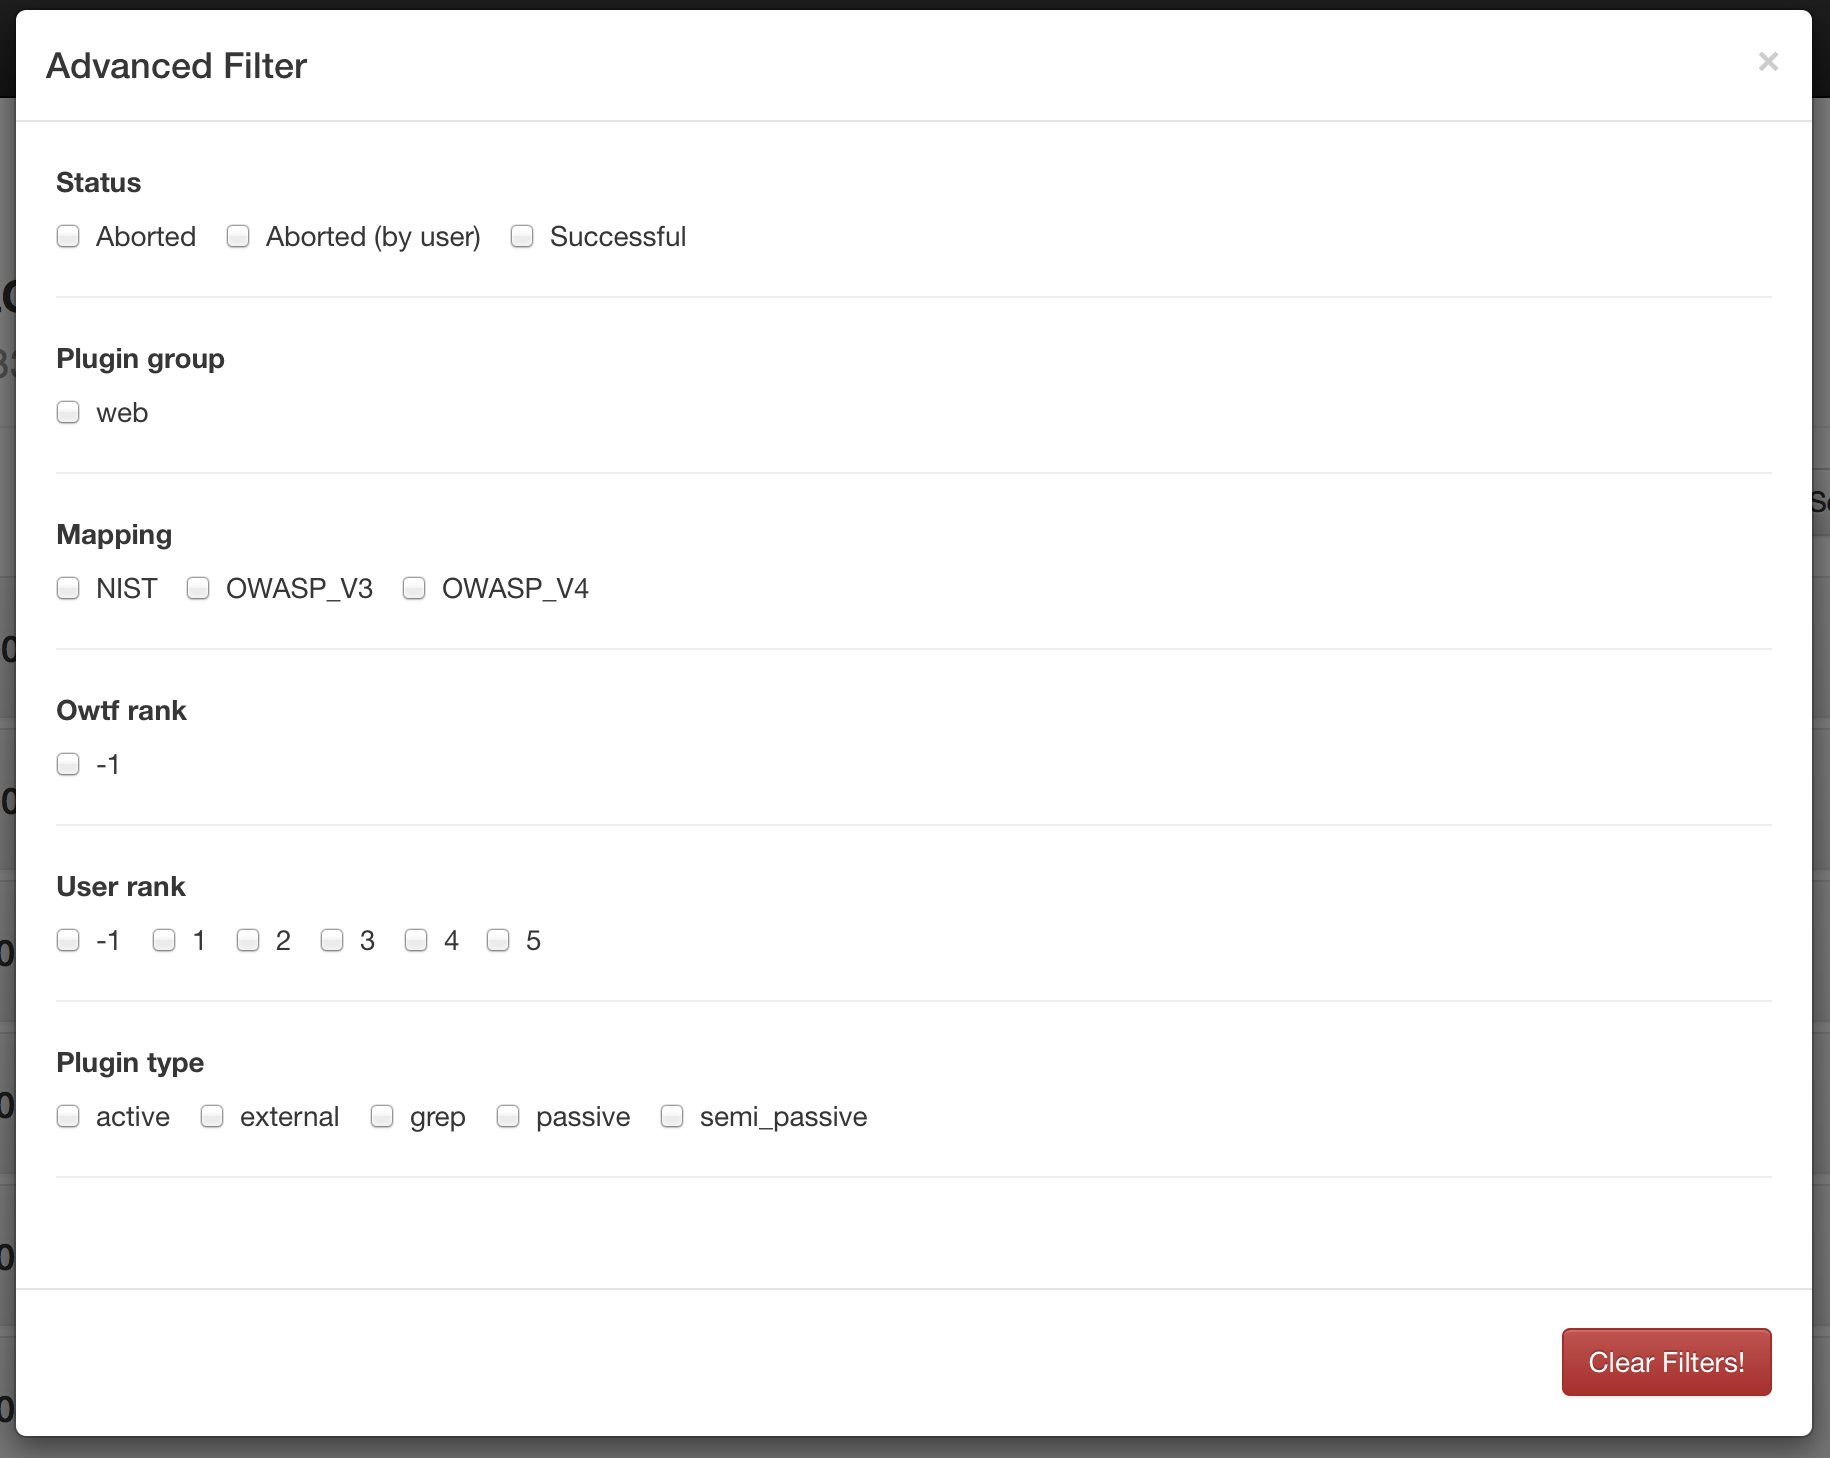 Advanced Filter ×
Status
Aborted Aborted (by user) Successful
Plugin group
web
Mapping
NIST OWASP_V3 OWASP_V4
Owtf rank
-1
User rank
-1 1 2 3 4 5
Plugin type
active external grep passive semi_passive
Clear Filters!